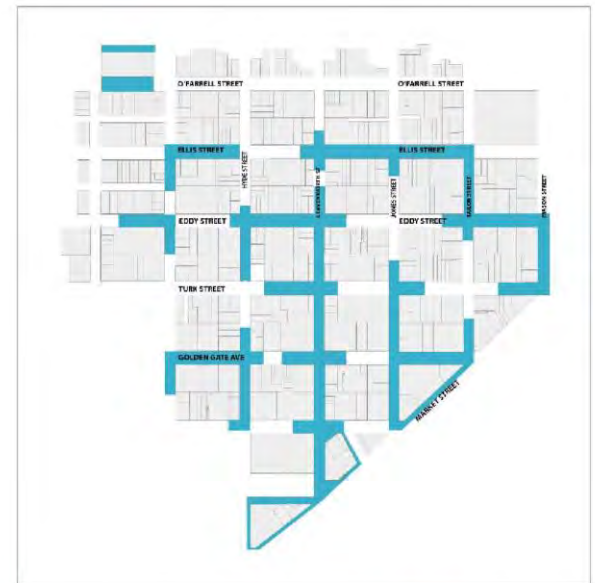 O'FARRELL STREET
O'FARRELL STREET
ELLIS STREET
ELLIS STREET
HYDE STREET
LEAVENWORTH ST
JONES STREET
TAYLOR STREET
MASON STREET
EDDY STREET
EDDY STREET
TURK STREET
GOLDEN GATE AVE
MARKET STREET